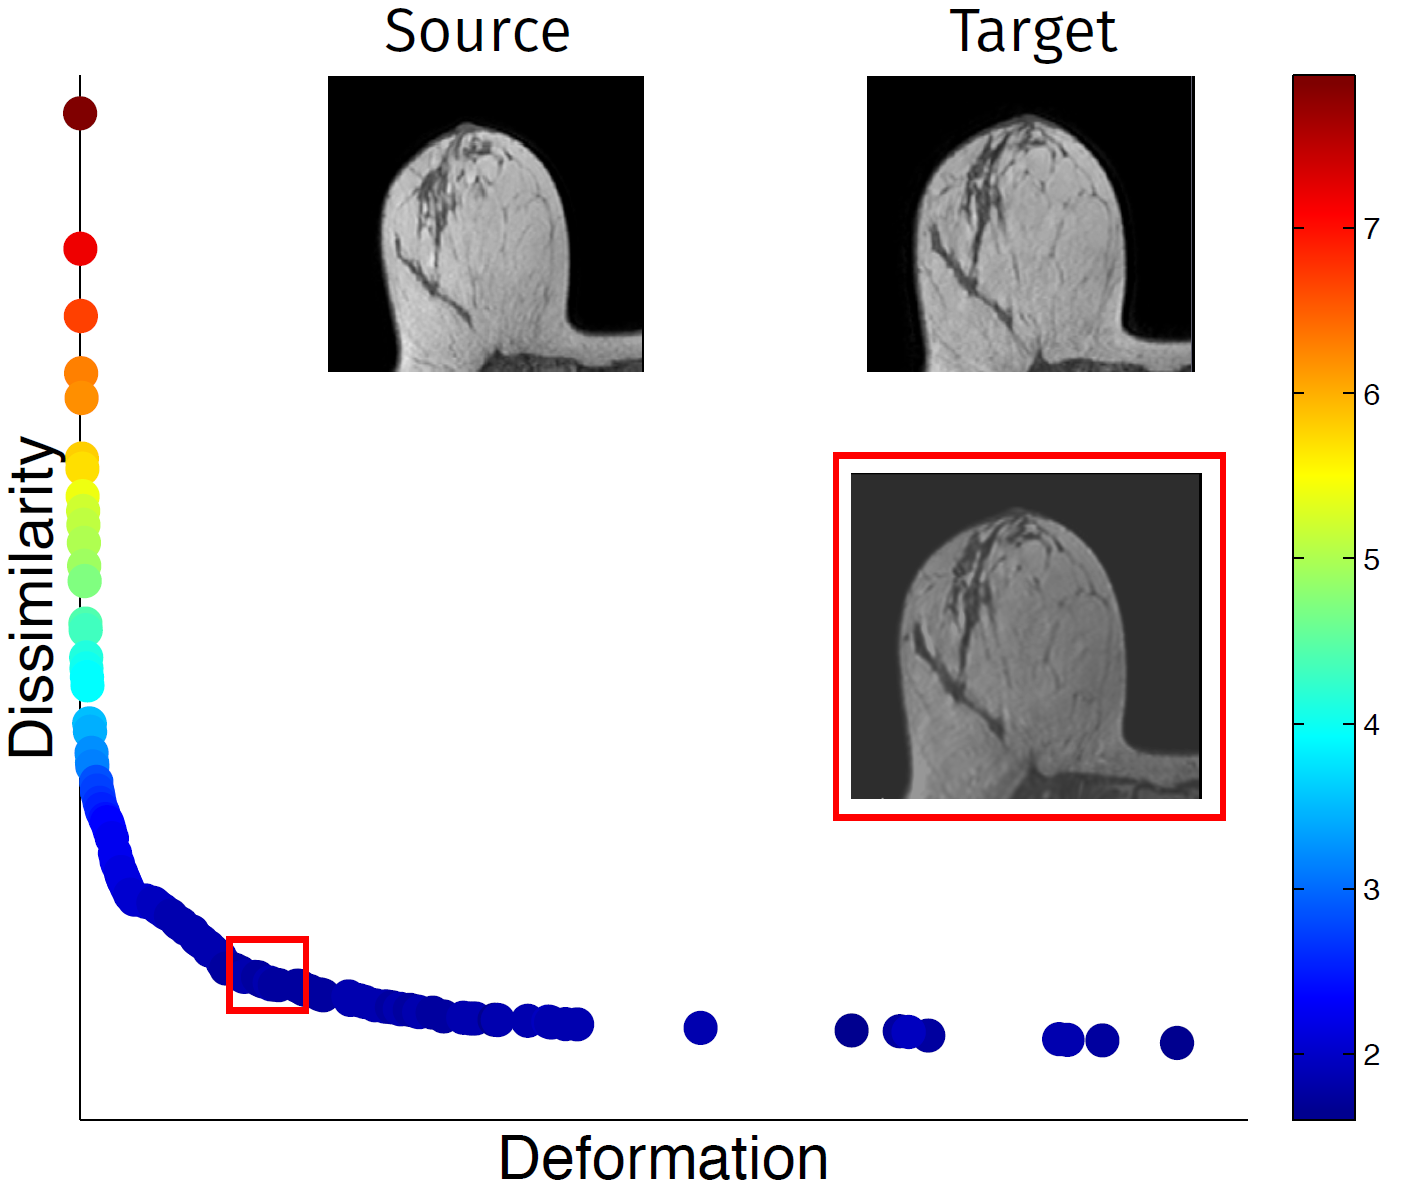 Source
Target
Dissimilarity
7
6
5
4
3
2
Deformation